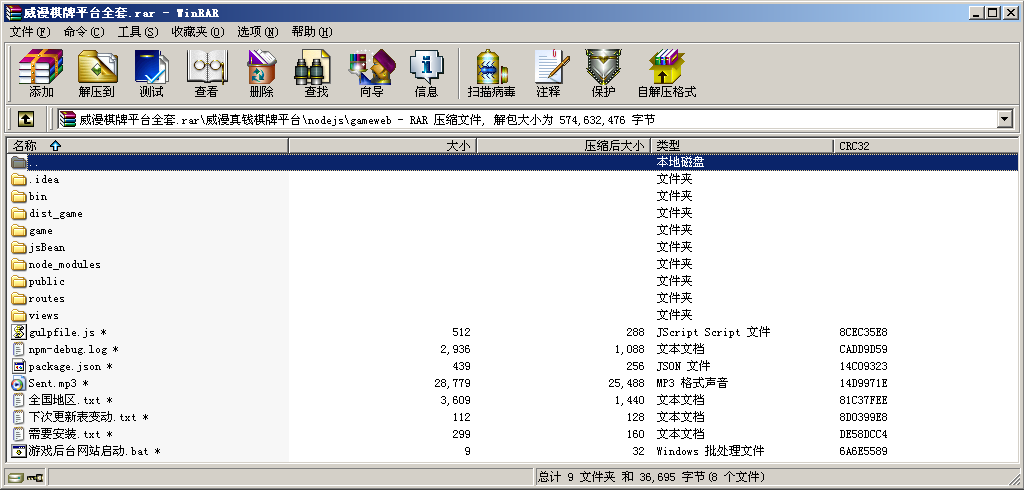 威漫棋牌平台全套.rar - WinRAR
文件(F) 命令(C) 工具(S) 收藏夹(O) 选项(N) 帮助(H)
添加 解压到 测试 查看 删除 查找 向导 信息 扫描病毒 注释 保护 自解压格式
威漫棋牌平台全套.rar\威漫真钱棋牌平台\nodejs\gameweb - RAR 压缩文件, 解包大小为 574,632,476 字节
名称 大小 压缩后大小 类型 CRC32
.. 本地磁盘
.idea 文件夹
bin 文件夹
dist_game 文件夹
game 文件夹
jsBean 文件夹
node_modules 文件夹
public 文件夹
routes 文件夹
views 文件夹
gulpfile.js * 512 288 JScript Script 文件 8CEC35E8
npm-debug.log * 2,936 1,088 文本文档 CADD9D59
package.json * 439 256 JSON 文件 14C09323
Sent.mp3 * 28,779 25,488 MP3 格式声音 14D9971E
全国地区.txt * 3,609 1,440 文本文档 81C37FEE
下次更新表变动.txt * 112 128 文本文档 8D0399E8
需要安装.txt * 299 160 文本文档 DE58DCC4
游戏后台网站启动.bat * 9 32 Windows 批处理文件 6A6E5589
总计 9 文件夹 和 36,695 字节(8 个文件)